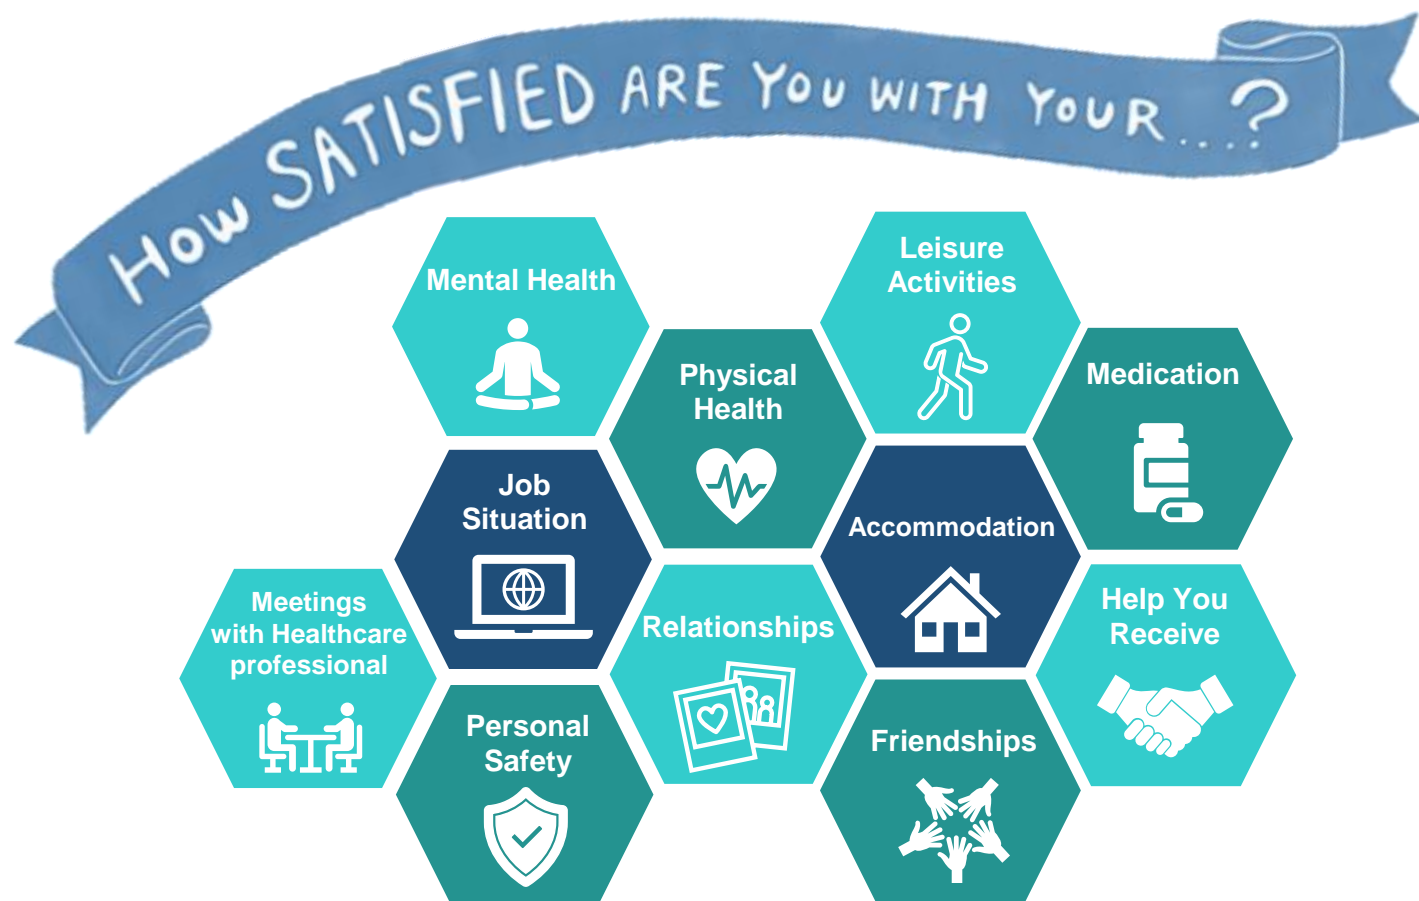 How SATISFIED ARE YOU WITH YOUR....?
Mental Health
Leisure
Activities
Physical
Health
Medication
Job
Situation
Accommodation
Meetings
with Healthcare
professional
Relationships
Help You
Receive
Personal
Safety
Friendships